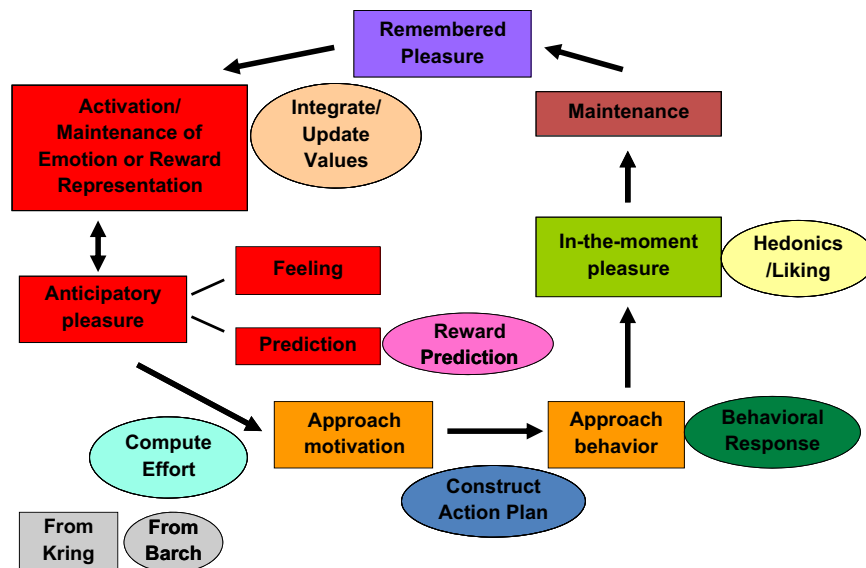 Remembered
Pleasure
Activation/
Maintenance of
Emotion or Reward
Representation
Integrate/
Update
Values
Maintenance
In-the-moment
pleasure
Hedonics
/Liking
Feeling
Anticipatory
pleasure
Prediction
Reward
Prediction
Approach
motivation
Approach
behavior
Behavioral
Response
Compute
Effort
Construct
Action Plan
From
Kring
From
Barch